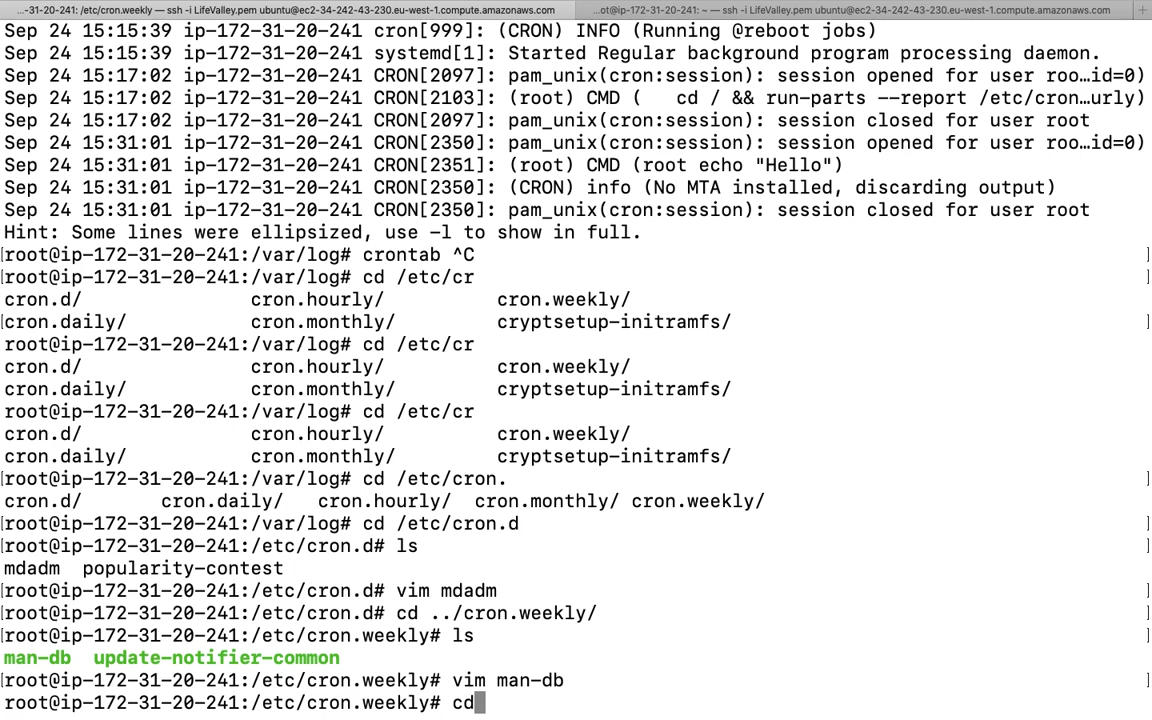 ...-31-20-241: /etc/cron.weekly — ssh -i LifeValley.pem ubuntu@ec2-34-242-43-230.eu-west-1.compute.amazonaws.com
...ot@ip-172-31-20-241: ~ — ssh -i LifeValley.pem ubuntu@ec2-34-242-43-230.eu-west-1.compute.amazonaws.com
Sep 24 15:15:39 ip-172-31-20-241 cron[999]: (CRON) INFO (Running @reboot jobs)
Sep 24 15:15:39 ip-172-31-20-241 systemd[1]: Started Regular background program processing daemon.
Sep 24 15:17:02 ip-172-31-20-241 CRON[2097]: pam_unix(cron:session): session opened for user roo…id=0)
Sep 24 15:17:02 ip-172-31-20-241 CRON[2103]: (root) CMD (   cd / && run-parts --report /etc/cron…urly)
Sep 24 15:17:02 ip-172-31-20-241 CRON[2097]: pam_unix(cron:session): session closed for user root
Sep 24 15:31:01 ip-172-31-20-241 CRON[2350]: pam_unix(cron:session): session opened for user roo…id=0)
Sep 24 15:31:01 ip-172-31-20-241 CRON[2351]: (root) CMD (root echo "Hello")
Sep 24 15:31:01 ip-172-31-20-241 CRON[2350]: (CRON) info (No MTA installed, discarding output)
Sep 24 15:31:01 ip-172-31-20-241 CRON[2350]: pam_unix(cron:session): session closed for user root
Hint: Some lines were ellipsized, use -l to show in full.
[root@ip-172-31-20-241:/var/log# crontab ^C ]
[root@ip-172-31-20-241:/var/log# cd /etc/cr ]
cron.d/               cron.hourly/          cron.weekly/
[cron.daily/           cron.monthly/         cryptsetup-initramfs/ ]
root@ip-172-31-20-241:/var/log# cd /etc/cr
cron.d/               cron.hourly/          cron.weekly/
cron.daily/           cron.monthly/         cryptsetup-initramfs/
root@ip-172-31-20-241:/var/log# cd /etc/cr
cron.d/               cron.hourly/          cron.weekly/
cron.daily/           cron.monthly/         cryptsetup-initramfs/
[root@ip-172-31-20-241:/var/log# cd /etc/cron. ]
cron.d/       cron.daily/   cron.hourly/  cron.monthly/ cron.weekly/
[root@ip-172-31-20-241:/var/log# cd /etc/cron.d ]
[root@ip-172-31-20-241:/etc/cron.d# ls ]
mdadm  popularity-contest
[root@ip-172-31-20-241:/etc/cron.d# vim mdadm ]
[root@ip-172-31-20-241:/etc/cron.d# cd ../cron.weekly/ ]
[root@ip-172-31-20-241:/etc/cron.weekly# ls ]
man-db  update-notifier-common
[root@ip-172-31-20-241:/etc/cron.weekly# vim man-db ]
root@ip-172-31-20-241:/etc/cron.weekly# cd